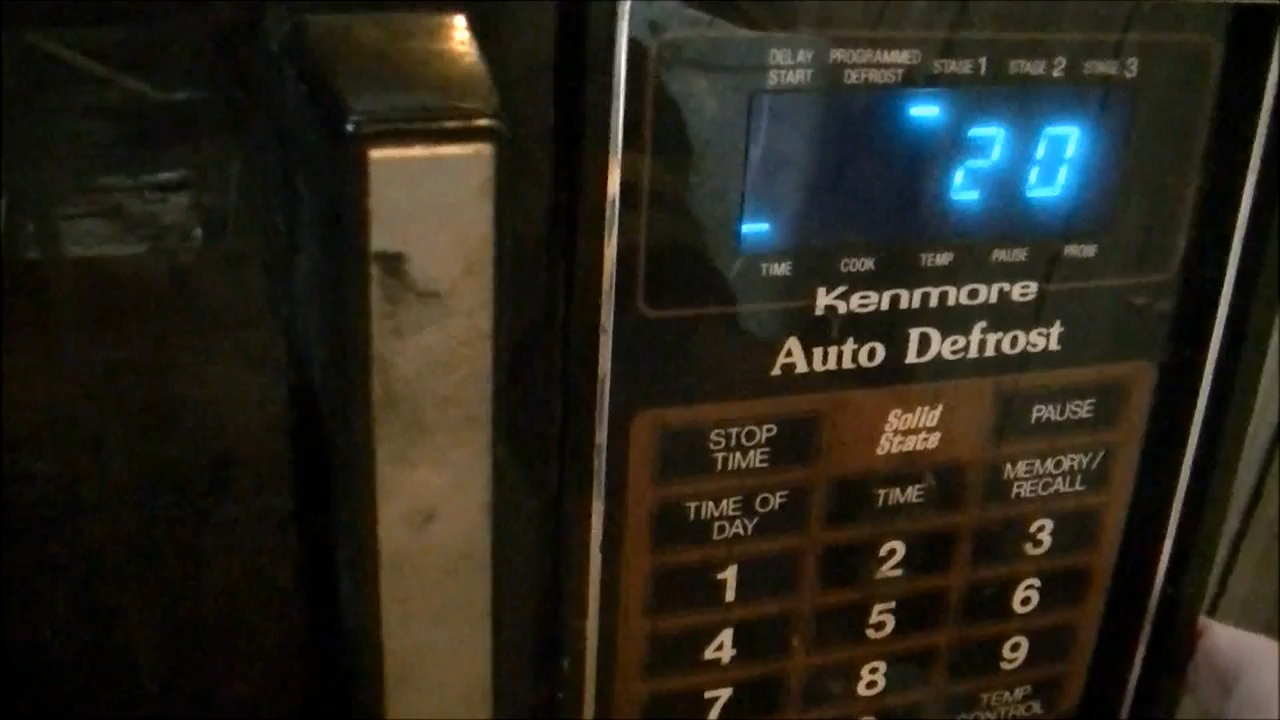 DELAY START PROGRAMMED DEFROST STAGE 1 STAGE 2 STAGE 3
20
TIME COOK TEMP PAUSE PROBE
Kenmore
Auto Defrost
STOP TIME
Solid State
PAUSE
TIME OF DAY
TIME
MEMORY/ RECALL
1 2 3
4 5 6
7 8 9
TEMP CONTROL